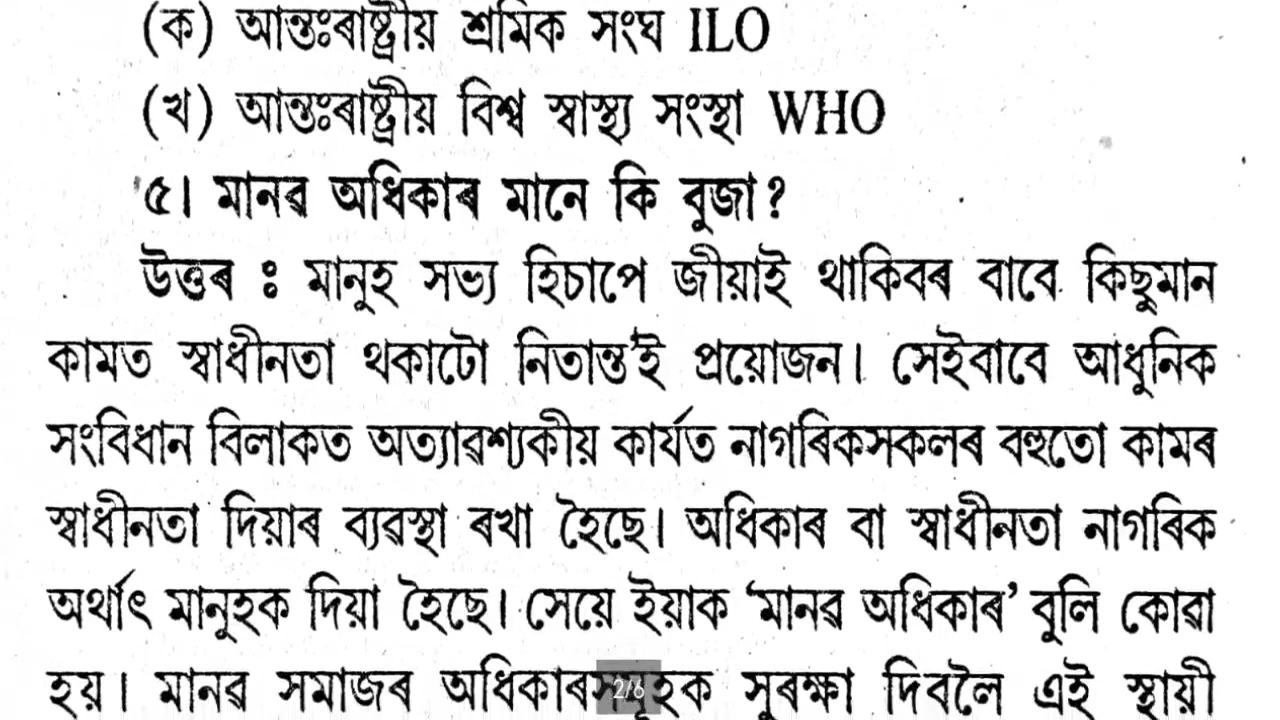 (ক) আন্তঃৰাষ্ট্ৰীয় শ্ৰমিক সংঘ ILO
(খ) আন্তঃৰাষ্ট্ৰীয় বিশ্ব স্বাস্থ্য সংস্থা WHO
৫। মানৱ অধিকাৰ মানে কি বুজা?
উত্তৰ ঃ মানুহ সভ্য হিচাপে জীয়াই থাকিবৰ বাবে কিছুমান
কামত স্বাধীনতা থকাটো নিতান্ত'ই প্ৰয়োজন। সেইবাবে আধুনিক
সংবিধান বিলাকত অত্যাৱশ্যকীয় কাৰ্যত নাগৰিকসকলৰ বহুতো কামৰ
স্বাধীনতা দিয়াৰ ব্যৱস্থা ৰখা হৈছে। অধিকাৰ বা স্বাধীনতা নাগৰিক
অৰ্থাৎ মানুহক দিয়া হৈছে। সেয়ে ইয়াক ‘মানৱ অধিকাৰ’ বুলি কোৱা
হয়। মানৱ সমাজৰ অধিকাৰসমূহক সুৰক্ষা দিবলৈ এই স্থায়ী
2/6